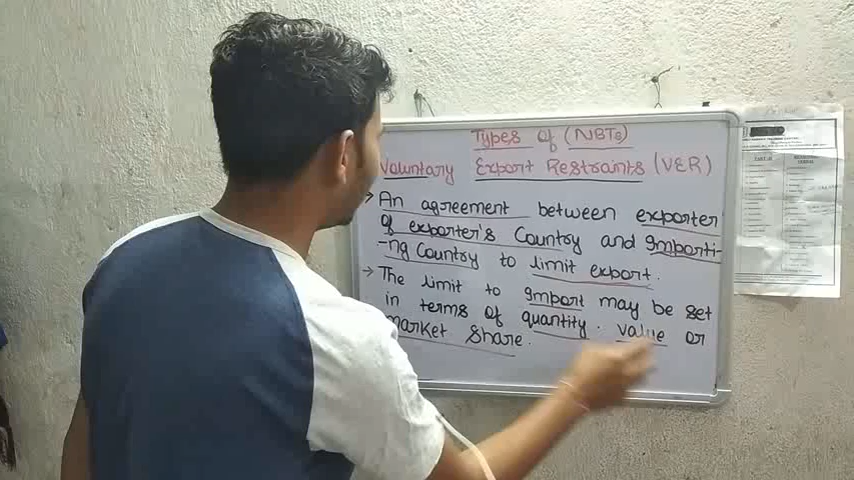 Types of (NBTs)
Voluntary Export Restraints (VER)
→ An agreement between exporter
of exporter's Country and Importi-
-ng Country to limit export.
→ The limit to Import may be set
in terms of quantity. value or
market share.